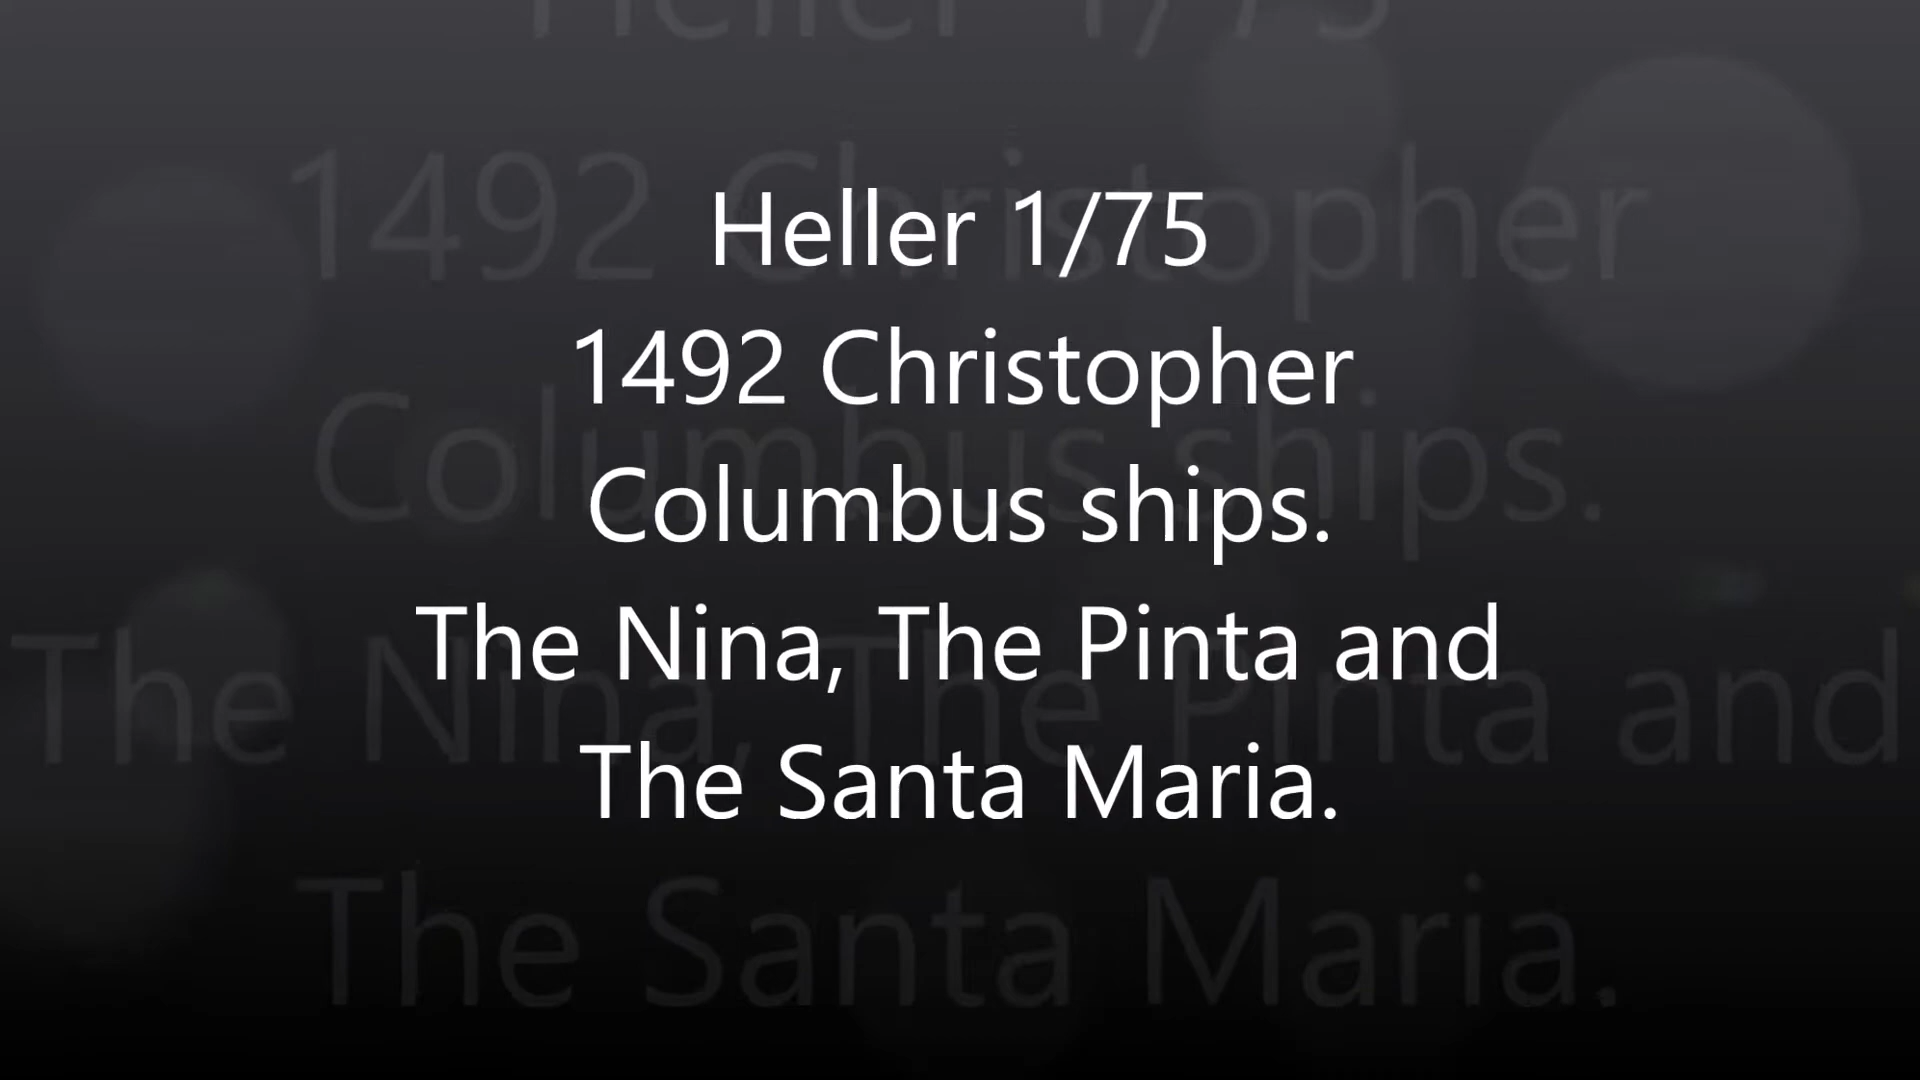 Heller 1/75
1492 Christopher
Columbus ships.
The Nina, The Pinta and
The Santa Maria.